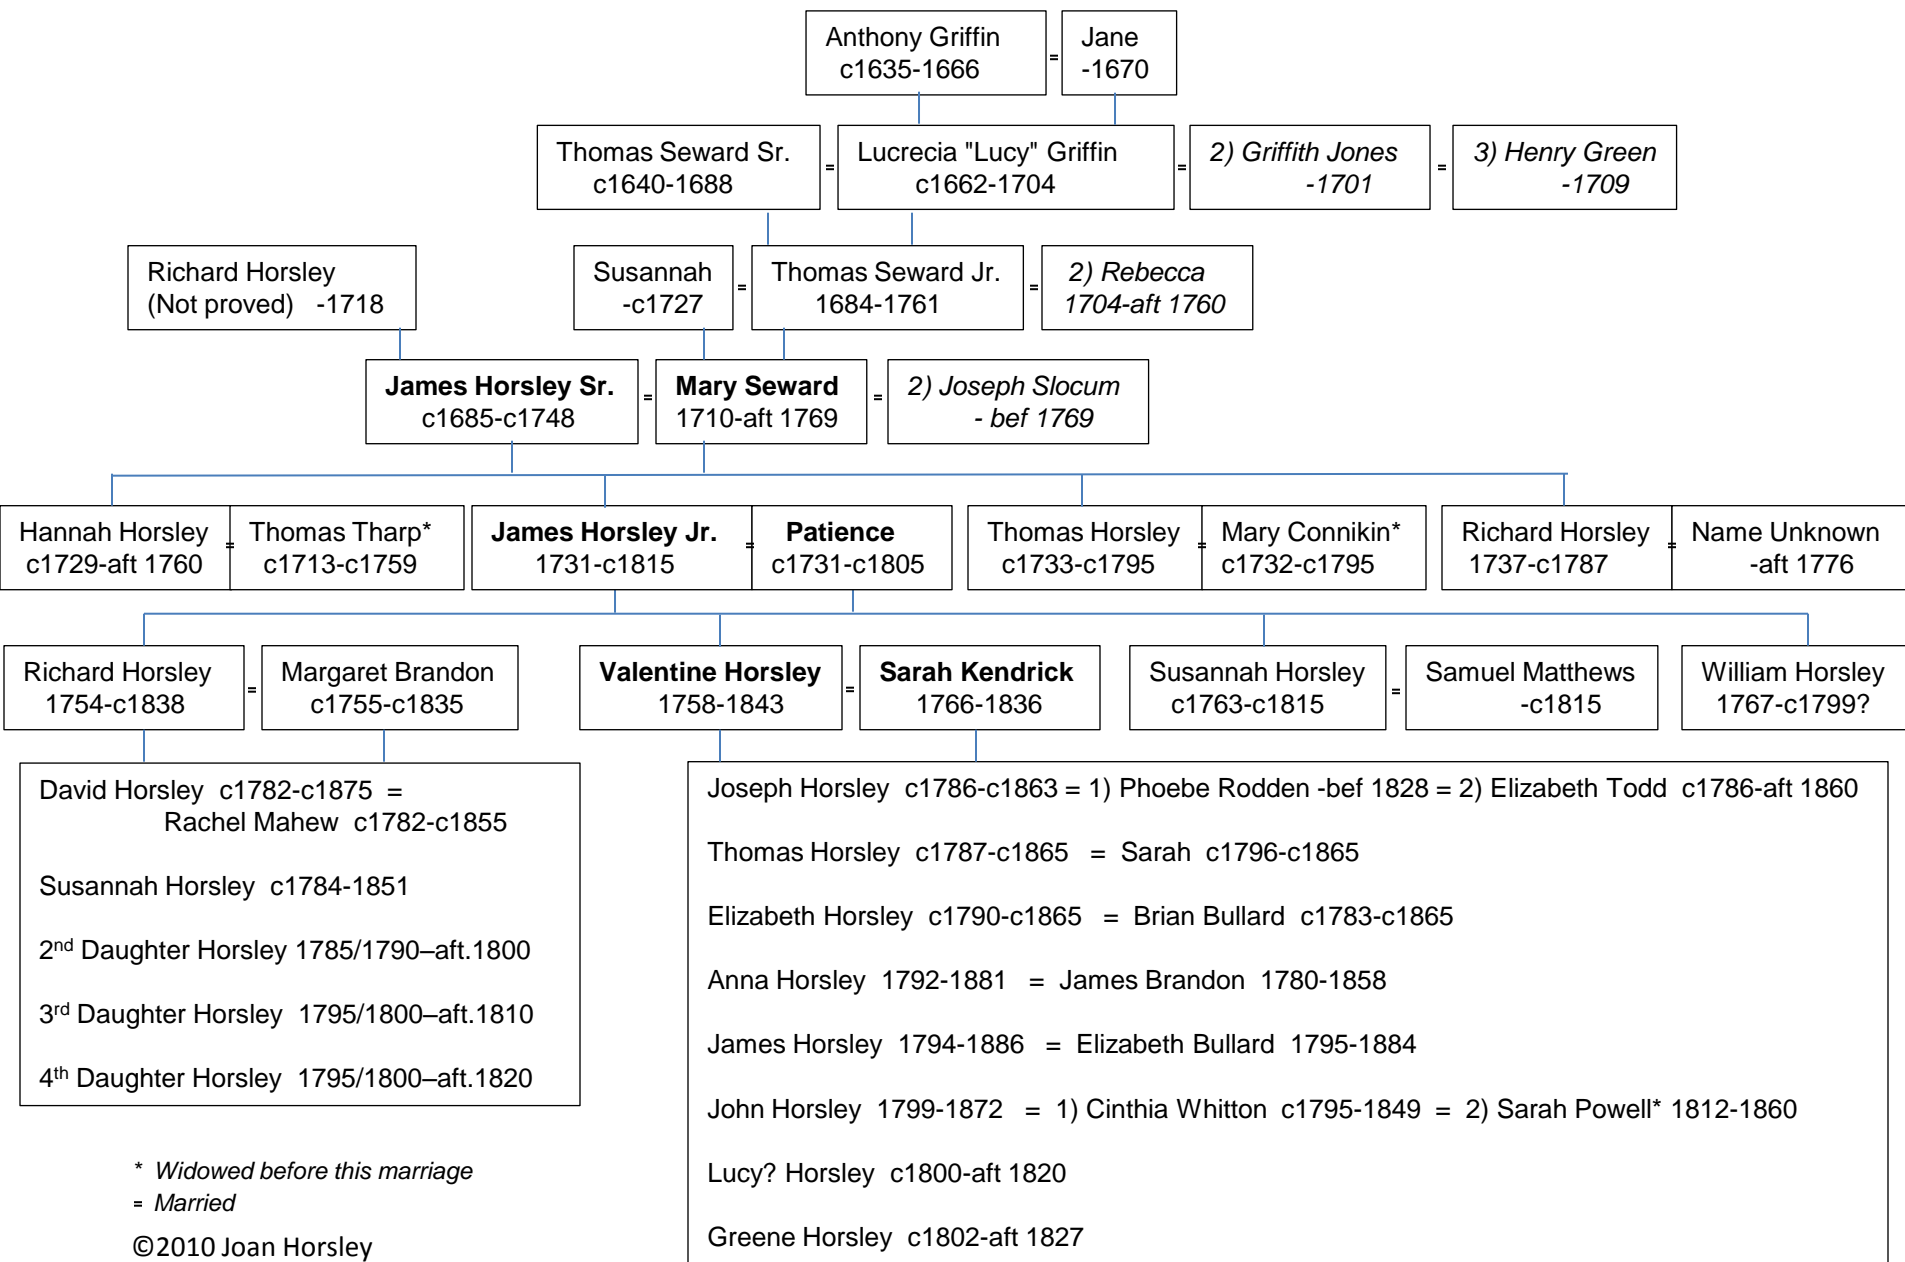 Anthony Griffin
c1635-1666
=
Jane
-1670
Thomas Seward Sr.
c1640-1688
=
Lucrecia "Lucy" Griffin
c1662-1704
=
2) Griffith Jones
-1701
=
3) Henry Green
-1709
Richard Horsley
(Not proved) -1718
Susannah
-c1727
=
Thomas Seward Jr.
1684-1761
=
2) Rebecca
1704-aft 1760
James Horsley Sr.
c1685-c1748
=
Mary Seward
1710-aft 1769
=
2) Joseph Slocum
- bef 1769
Hannah Horsley
c1729-aft 1760
=
Thomas Tharp*
c1713-c1759
James Horsley Jr.
1731-c1815
=
Patience
c1731-c1805
Thomas Horsley
c1733-c1795
=
Mary Connikin*
c1732-c1795
Richard Horsley
1737-c1787
=
Name Unknown
-aft 1776
Richard Horsley
1754-c1838
=
Margaret Brandon
c1755-c1835
Valentine Horsley
1758-1843
=
Sarah Kendrick
1766-1836
Susannah Horsley
c1763-c1815
=
Samuel Matthews
-c1815
William Horsley
1767-c1799?
David Horsley c1782-c1875 =
Rachel Mahew c1782-c1855
Susannah Horsley c1784-1851
2nd Daughter Horsley 1785/1790–aft.1800
3rd Daughter Horsley 1795/1800–aft.1810
4th Daughter Horsley 1795/1800–aft.1820
Joseph Horsley c1786-c1863 = 1) Phoebe Rodden -bef 1828 = 2) Elizabeth Todd c1786-aft 1860
Thomas Horsley c1787-c1865 = Sarah c1796-c1865
Elizabeth Horsley c1790-c1865 = Brian Bullard c1783-c1865
Anna Horsley 1792-1881 = James Brandon 1780-1858
James Horsley 1794-1886 = Elizabeth Bullard 1795-1884
John Horsley 1799-1872 = 1) Cinthia Whitton c1795-1849 = 2) Sarah Powell* 1812-1860
Lucy? Horsley c1800-aft 1820
Greene Horsley c1802-aft 1827
* Widowed before this marriage
= Married
©2010 Joan Horsley